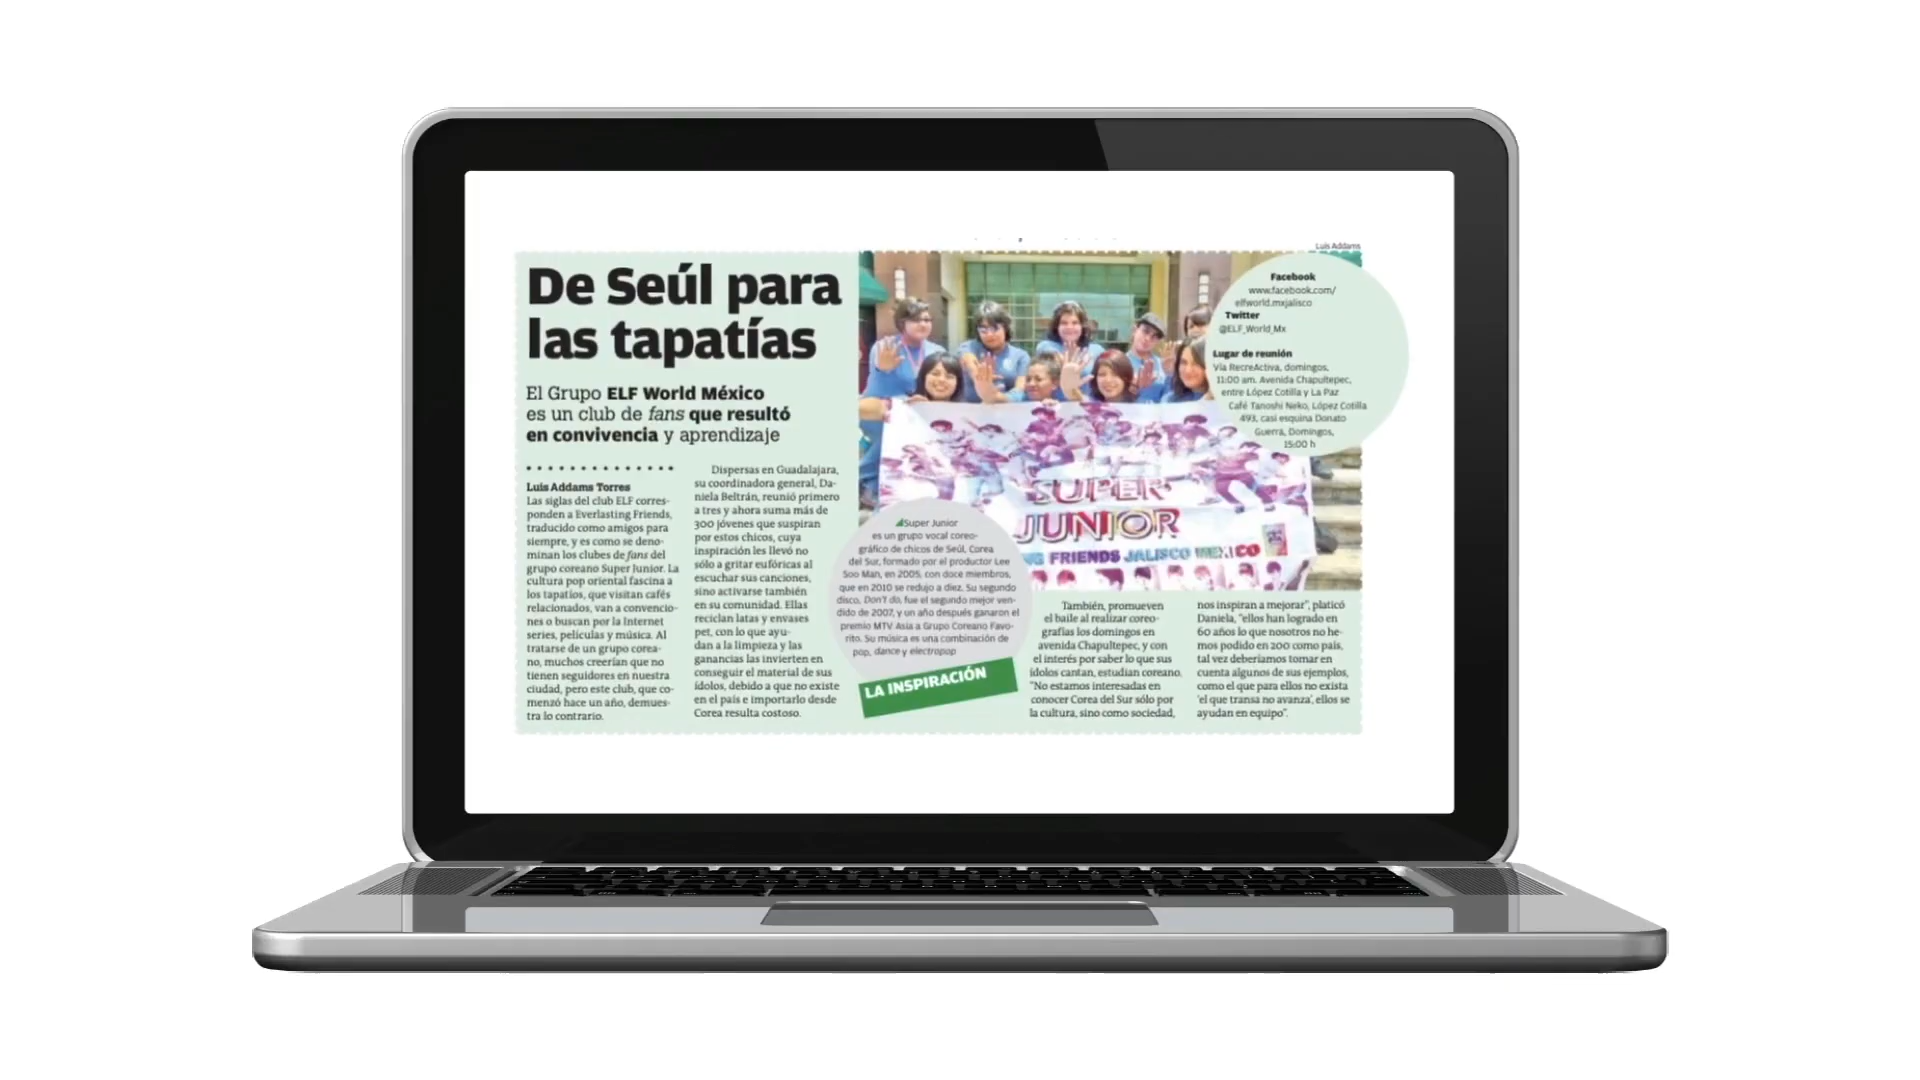 Luis Addams
De Seúl para
las tapatías
El Grupo ELF World México
es un club de fans que resultó
en convivencia y aprendizaje
Luis Addams Torres
Las siglas del club ELF corres-
ponden a Everlasting Friends,
traducido como amigos para
siempre, y es como se deno-
minan los clubes de fans del
grupo coreano Super Junior. La
cultura pop oriental fascina a
los tapatíos, que visitan cafés
relacionados, van a convencio-
nes o buscan por la Internet
series, películas y música. Al
tratarse de un grupo corea-
no, muchos creerían que no
tienen seguidores en nuestra
ciudad, pero este club, que co-
menzó hace un año, demues-
tra lo contrario.
Dispersas en Guadalajara,
su coordinadora general, Da-
niela Beltrán, reunió primero
a tres y ahora suma más de
300 jóvenes que suspiran
por estos chicos, cuya
inspiración les llevó no
sólo a gritar eufóricas al
escuchar sus canciones,
sino activarse también
en su comunidad. Ellas
reciclan latas y envases
pet, con lo que ayu-
dan a la limpieza y las
ganancias las invierten en
conseguir el material de sus
ídolos, debido a que no existe
en el país e importarlo desde
Corea resulta costoso.
Super Junior
es un grupo vocal coreo-
gráfico de chicos de Seúl, Corea
del Sur, formado por el productor Lee
Soo Man, en 2005, con doce miembros,
que en 2010 se redujo a diez. Su segundo
disco, Don't do, fue el segundo mejor ven-
dido de 2007, y un año después ganaron el
premio MTV Asia a Grupo Coreano Favo-
rito. Su música es una combinación de
pop, dance y electropop
LA INSPIRACIÓN
SUPER
JUNIOR
NG FRIENDS JALISCO MEXICO
Facebook
www.facebook.com/
elfworld.mxjalisco
Twitter
@ELF_World_Mx
Lugar de reunión
Vía RecreActiva, domingos,
11:00 am. Avenida Chapultepec,
entre López Cotilla y La Paz
Café Tanoshi Neko, López Cotilla
493, casi esquina Donato
Guerra, Domingos,
15:00 h
También, promueven
el baile al realizar coreo-
grafías los domingos en
avenida Chapultepec, y con
el interés por saber lo que sus
ídolos cantan, estudian coreano.
"No estamos interesadas en
conocer Corea del Sur sólo por
la cultura, sino como sociedad,
nos inspiran a mejorar", platicó
Daniela, "ellos han logrado en
60 años lo que nosotros no he-
mos podido en 200 como país,
tal vez deberíamos tomar en
cuenta algunos de sus ejemplos,
como el que para ellos no exista
'el que transa no avanza', ellos se
ayudan en equipo".